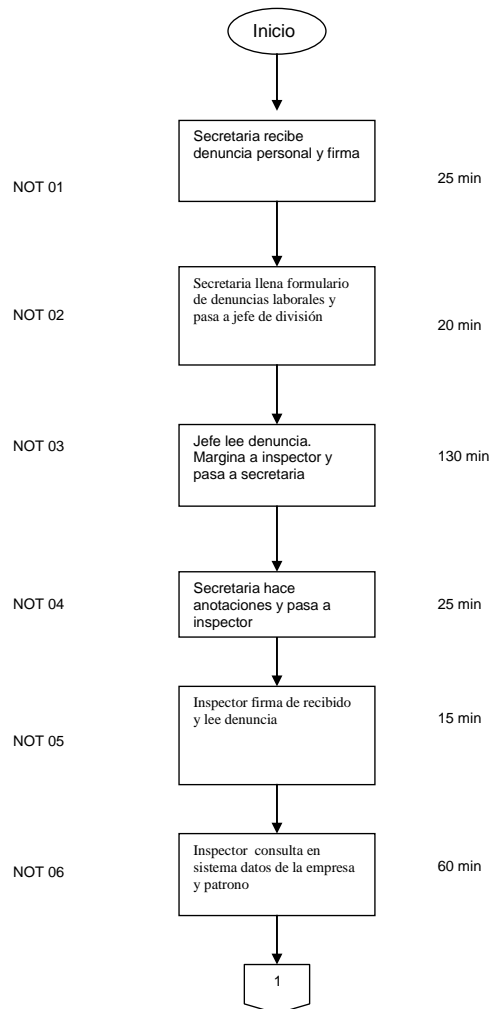 Inicio
Secretaria recibe
denuncia personal y firma
NOT 01
25 min
Secretaria llena formulario
de denuncias laborales y
pasa a jefe de división
NOT 02
20 min
Jefe lee denuncia.
Margina a inspector y
pasa a secretaria
NOT 03
130 min
Secretaria hace
anotaciones y pasa a
inspector
NOT 04
25 min
Inspector firma de recibido
y lee denuncia
NOT 05
15 min
Inspector consulta en
sistema datos de la empresa
y patrono
NOT 06
60 min
1